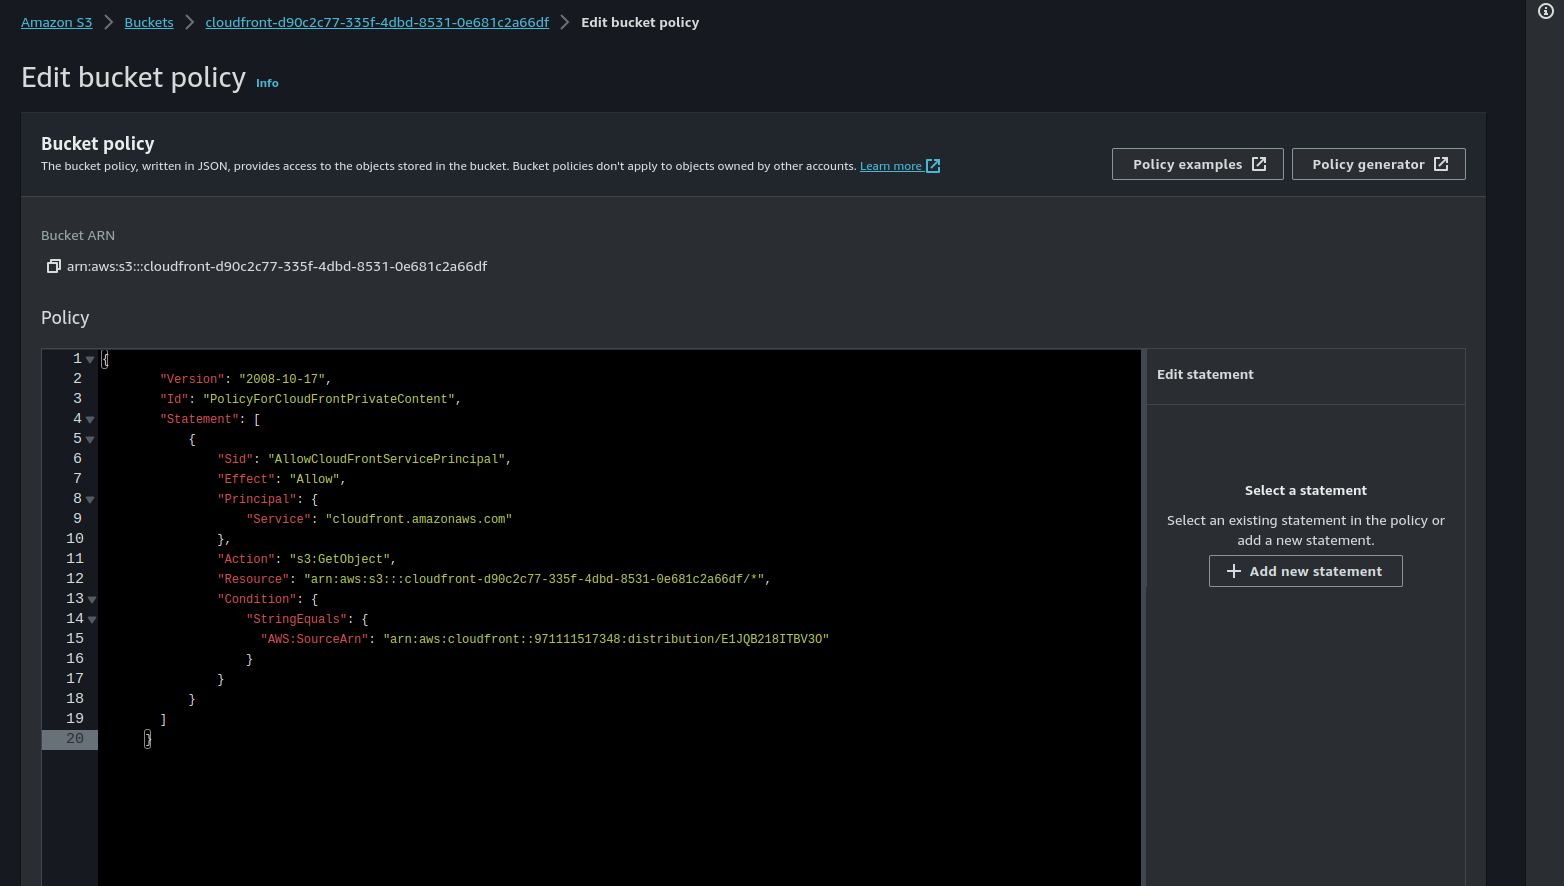 Amazon S3 > Buckets > cloudfront-d90c2c77-335f-4dbd-8531-0e681c2a66df > Edit bucket policy
Edit bucket policy Info
Bucket policy
The bucket policy, written in JSON, provides access to the objects stored in the bucket. Bucket policies don't apply to objects owned by other accounts. Learn more
Policy examples
Policy generator
Bucket ARN
arn:aws:s3:::cloudfront-d90c2c77-335f-4dbd-8531-0e681c2a66df
Policy
1 {
2 "Version": "2008-10-17",
3 "Id": "PolicyForCloudFrontPrivateContent",
4 "Statement": [
5 {
6 "Sid": "AllowCloudFrontServicePrincipal",
7 "Effect": "Allow",
8 "Principal": {
9 "Service": "cloudfront.amazonaws.com"
10 },
11 "Action": "s3:GetObject",
12 "Resource": "arn:aws:s3:::cloudfront-d90c2c77-335f-4dbd-8531-0e681c2a66df/*",
13 "Condition": {
14 "StringEquals": {
15 "AWS:SourceArn": "arn:aws:cloudfront::971111517348:distribution/E1JQB218ITBV3O"
16 }
17 }
18 }
19 ]
20 }
Edit statement
Select a statement
Select an existing statement in the policy or
add a new statement.
+ Add new statement